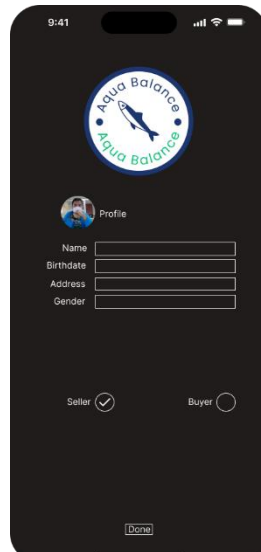 9:41
Aqua Balance
Aqua Balance
Profile
Name
Birthdate
Address
Gender
Seller
Buyer
Done